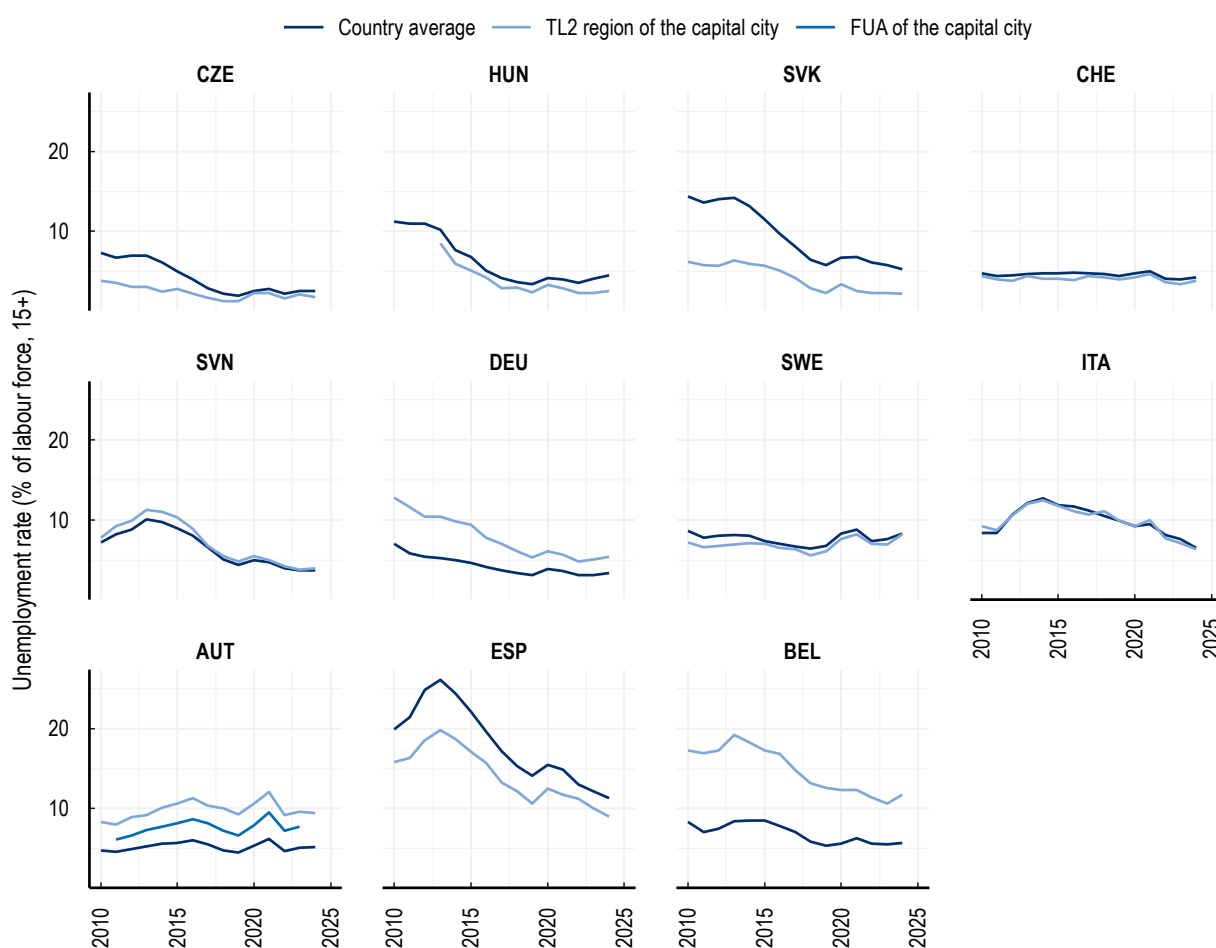 Country average TL2 region of the capital city FUA of the capital city
CZE HUN SVK CHE
20
10
SVN DEU SWE ITA
20
10
2010 2015 2020 2025
AUT ESP BEL
20
10
2010 2015 2020 2025 2010 2015 2020 2025 2010 2015 2020 2025
Unemployment rate (% of labour force, 15+)